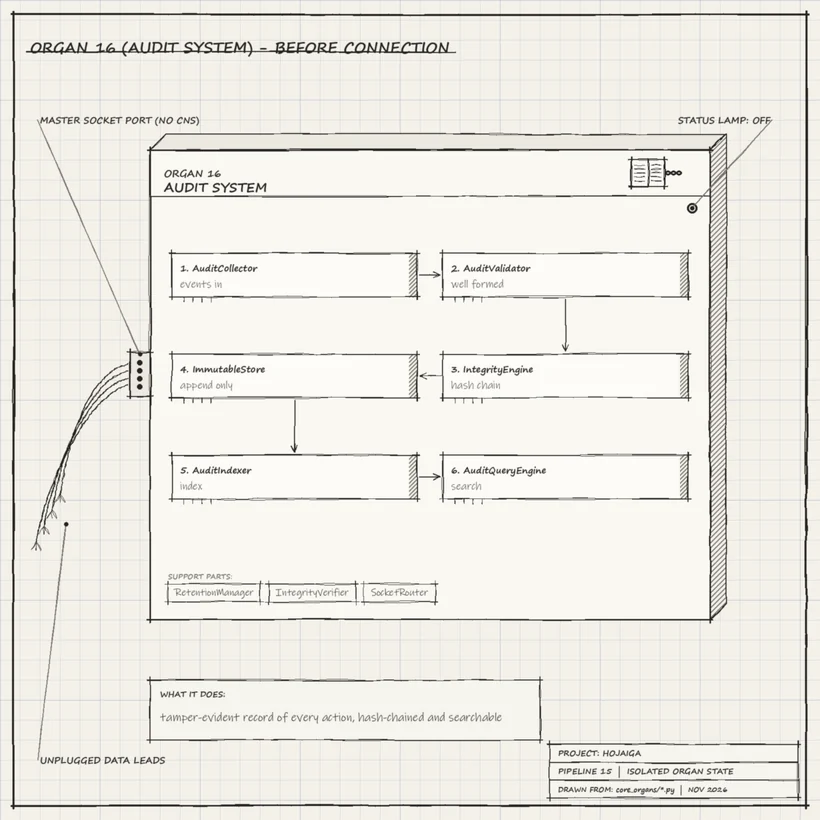 ORGAN 16 (AUDIT SYSTEM) - BEFORE CONNECTION
MASTER SOCKET PORT (NO CNS)
STATUS LAMP: OFF
ORGAN 16
AUDIT SYSTEM
1. AuditCollector
events in
2. AuditValidator
well formed
4. ImmutableStore
append only
3. IntegrityEngine
hash chain
5. AuditIndexer
index
6. AuditQueryEngine
search
SUPPORT PARTS:
RetentionManager
IntegrityVerifier
SocketRouter
WHAT IT DOES:
tamper-evident record of every action, hash-chained and searchable
UNPLUGGED DATA LEADS
PROJECT: HOJAIGA
PIPELINE 15 | ISOLATED ORGAN STATE
DRAWN FROM: core_organs/*.py | NOV 2026